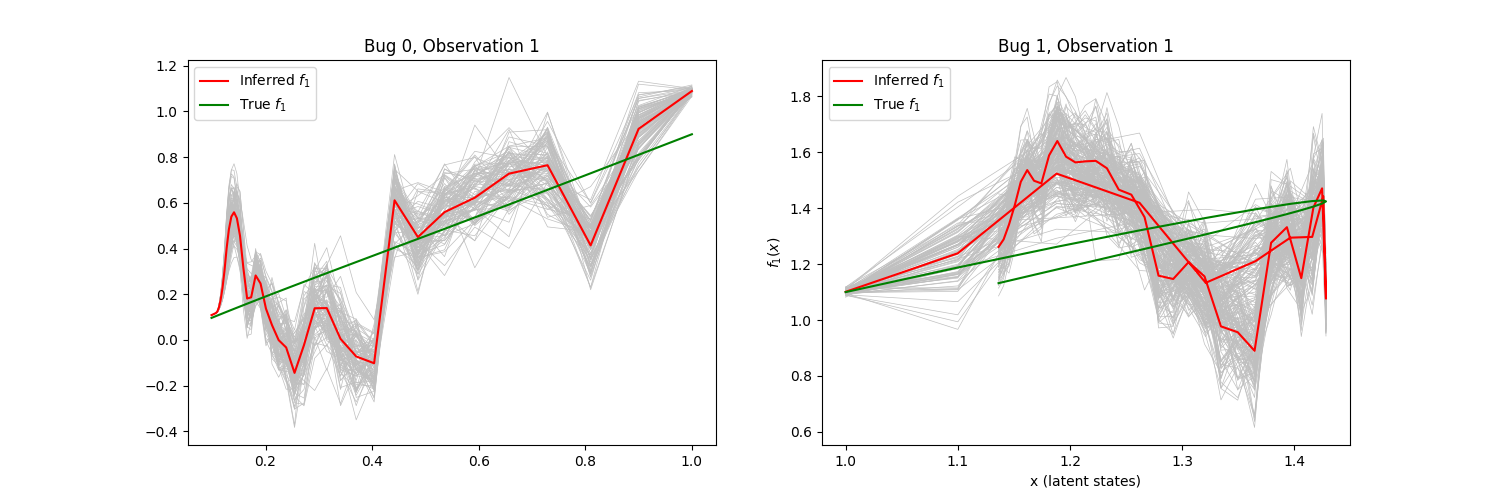 Bug 0, Observation 1
Inferred f₁
True f₁
1.2
1.0
0.8
0.6
0.4
0.2
0.0
−0.2
−0.4
0.2 0.4 0.6 0.8 1.0
Bug 1, Observation 1
Inferred f₁
True f₁
f₁(x)
1.8
1.6
1.4
1.2
1.0
0.8
0.6
1.0 1.1 1.2 1.3 1.4
x (latent states)